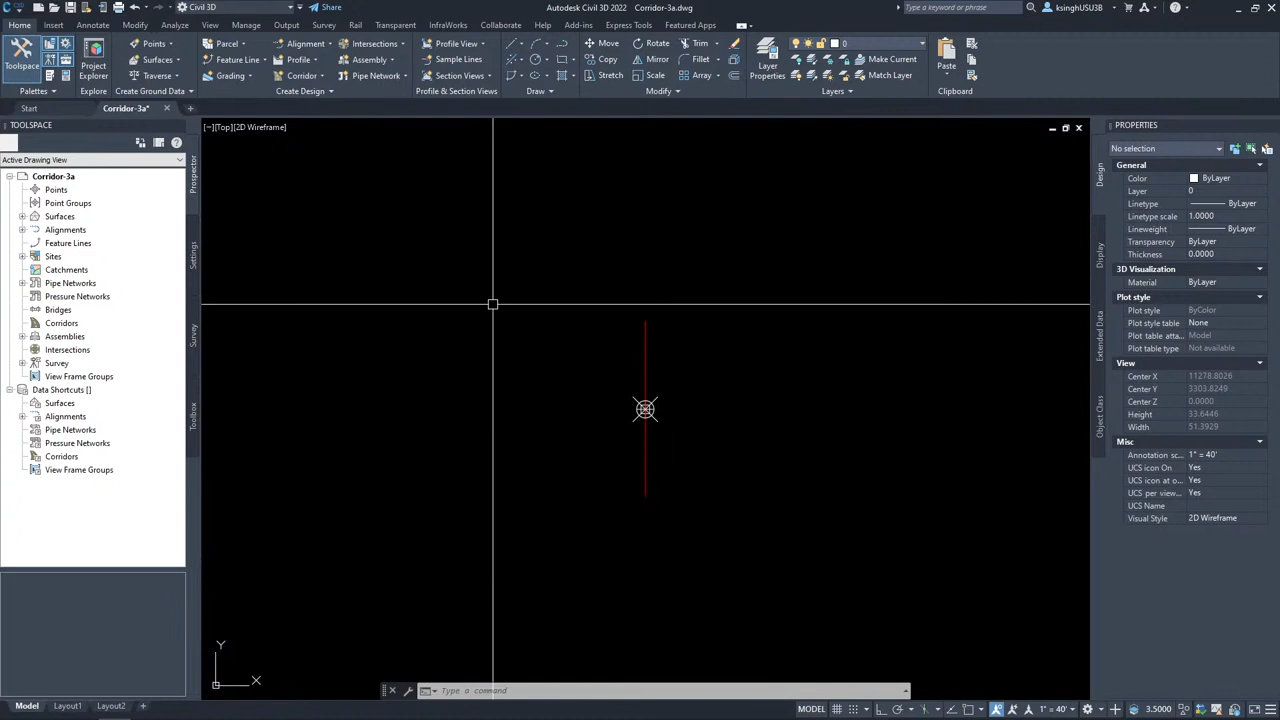 Civil 3D
Share
Autodesk Civil 3D 2022 Corridor-3a.dwg
Type a keyword or phrase
ksinghUSU3B
Home Insert Annotate Modify Analyze View Manage Output Survey Rail Transparent InfraWorks Collaborate Help Add-ins Express Tools Featured Apps
Toolspace
Project
Explorer
Points
Surfaces
Traverse
Parcel
Feature Line
Grading
Alignment
Profile
Corridor
Intersections
Assembly
Pipe Network
Profile View
Sample Lines
Section Views
Move
Copy
Stretch
Rotate
Mirror
Scale
Trim
Fillet
Array
Layer
Properties
0
Make Current
Match Layer
Paste
Palettes Explore Create Ground Data Create Design Profile & Section Views Draw Modify Layers Clipboard
Start Corridor-3a*
TOOLSPACE
Active Drawing View
Corridor-3a
Points
Point Groups
Surfaces
Alignments
Feature Lines
Sites
Catchments
Pipe Networks
Pressure Networks
Bridges
Corridors
Assemblies
Intersections
Survey
View Frame Groups
Data Shortcuts []
Surfaces
Alignments
Pipe Networks
Pressure Networks
Corridors
View Frame Groups
Prospector
Settings
Survey
Toolbox
[−][Top][2D Wireframe]
Y
X
Type a command
PROPERTIES
No selection
Design
Display
Extended Data
Object Class
General
Color ByLayer
Layer 0
Linetype ByLayer
Linetype scale 1.0000
Lineweight ByLayer
Transparency ByLayer
Thickness 0.0000
3D Visualization
Material ByLayer
Plot style
Plot style ByColor
Plot style table None
Plot table atta... Model
Plot table type Not available
View
Center X 11278.8026
Center Y 3303.8249
Center Z 0.0000
Height 33.6446
Width 51.3929
Misc
Annotation sc... 1" = 40'
UCS icon On Yes
UCS icon at o... Yes
UCS per view... Yes
UCS Name
Visual Style 2D Wireframe
Model Layout1 Layout2
MODEL 1" = 40' 3.5000